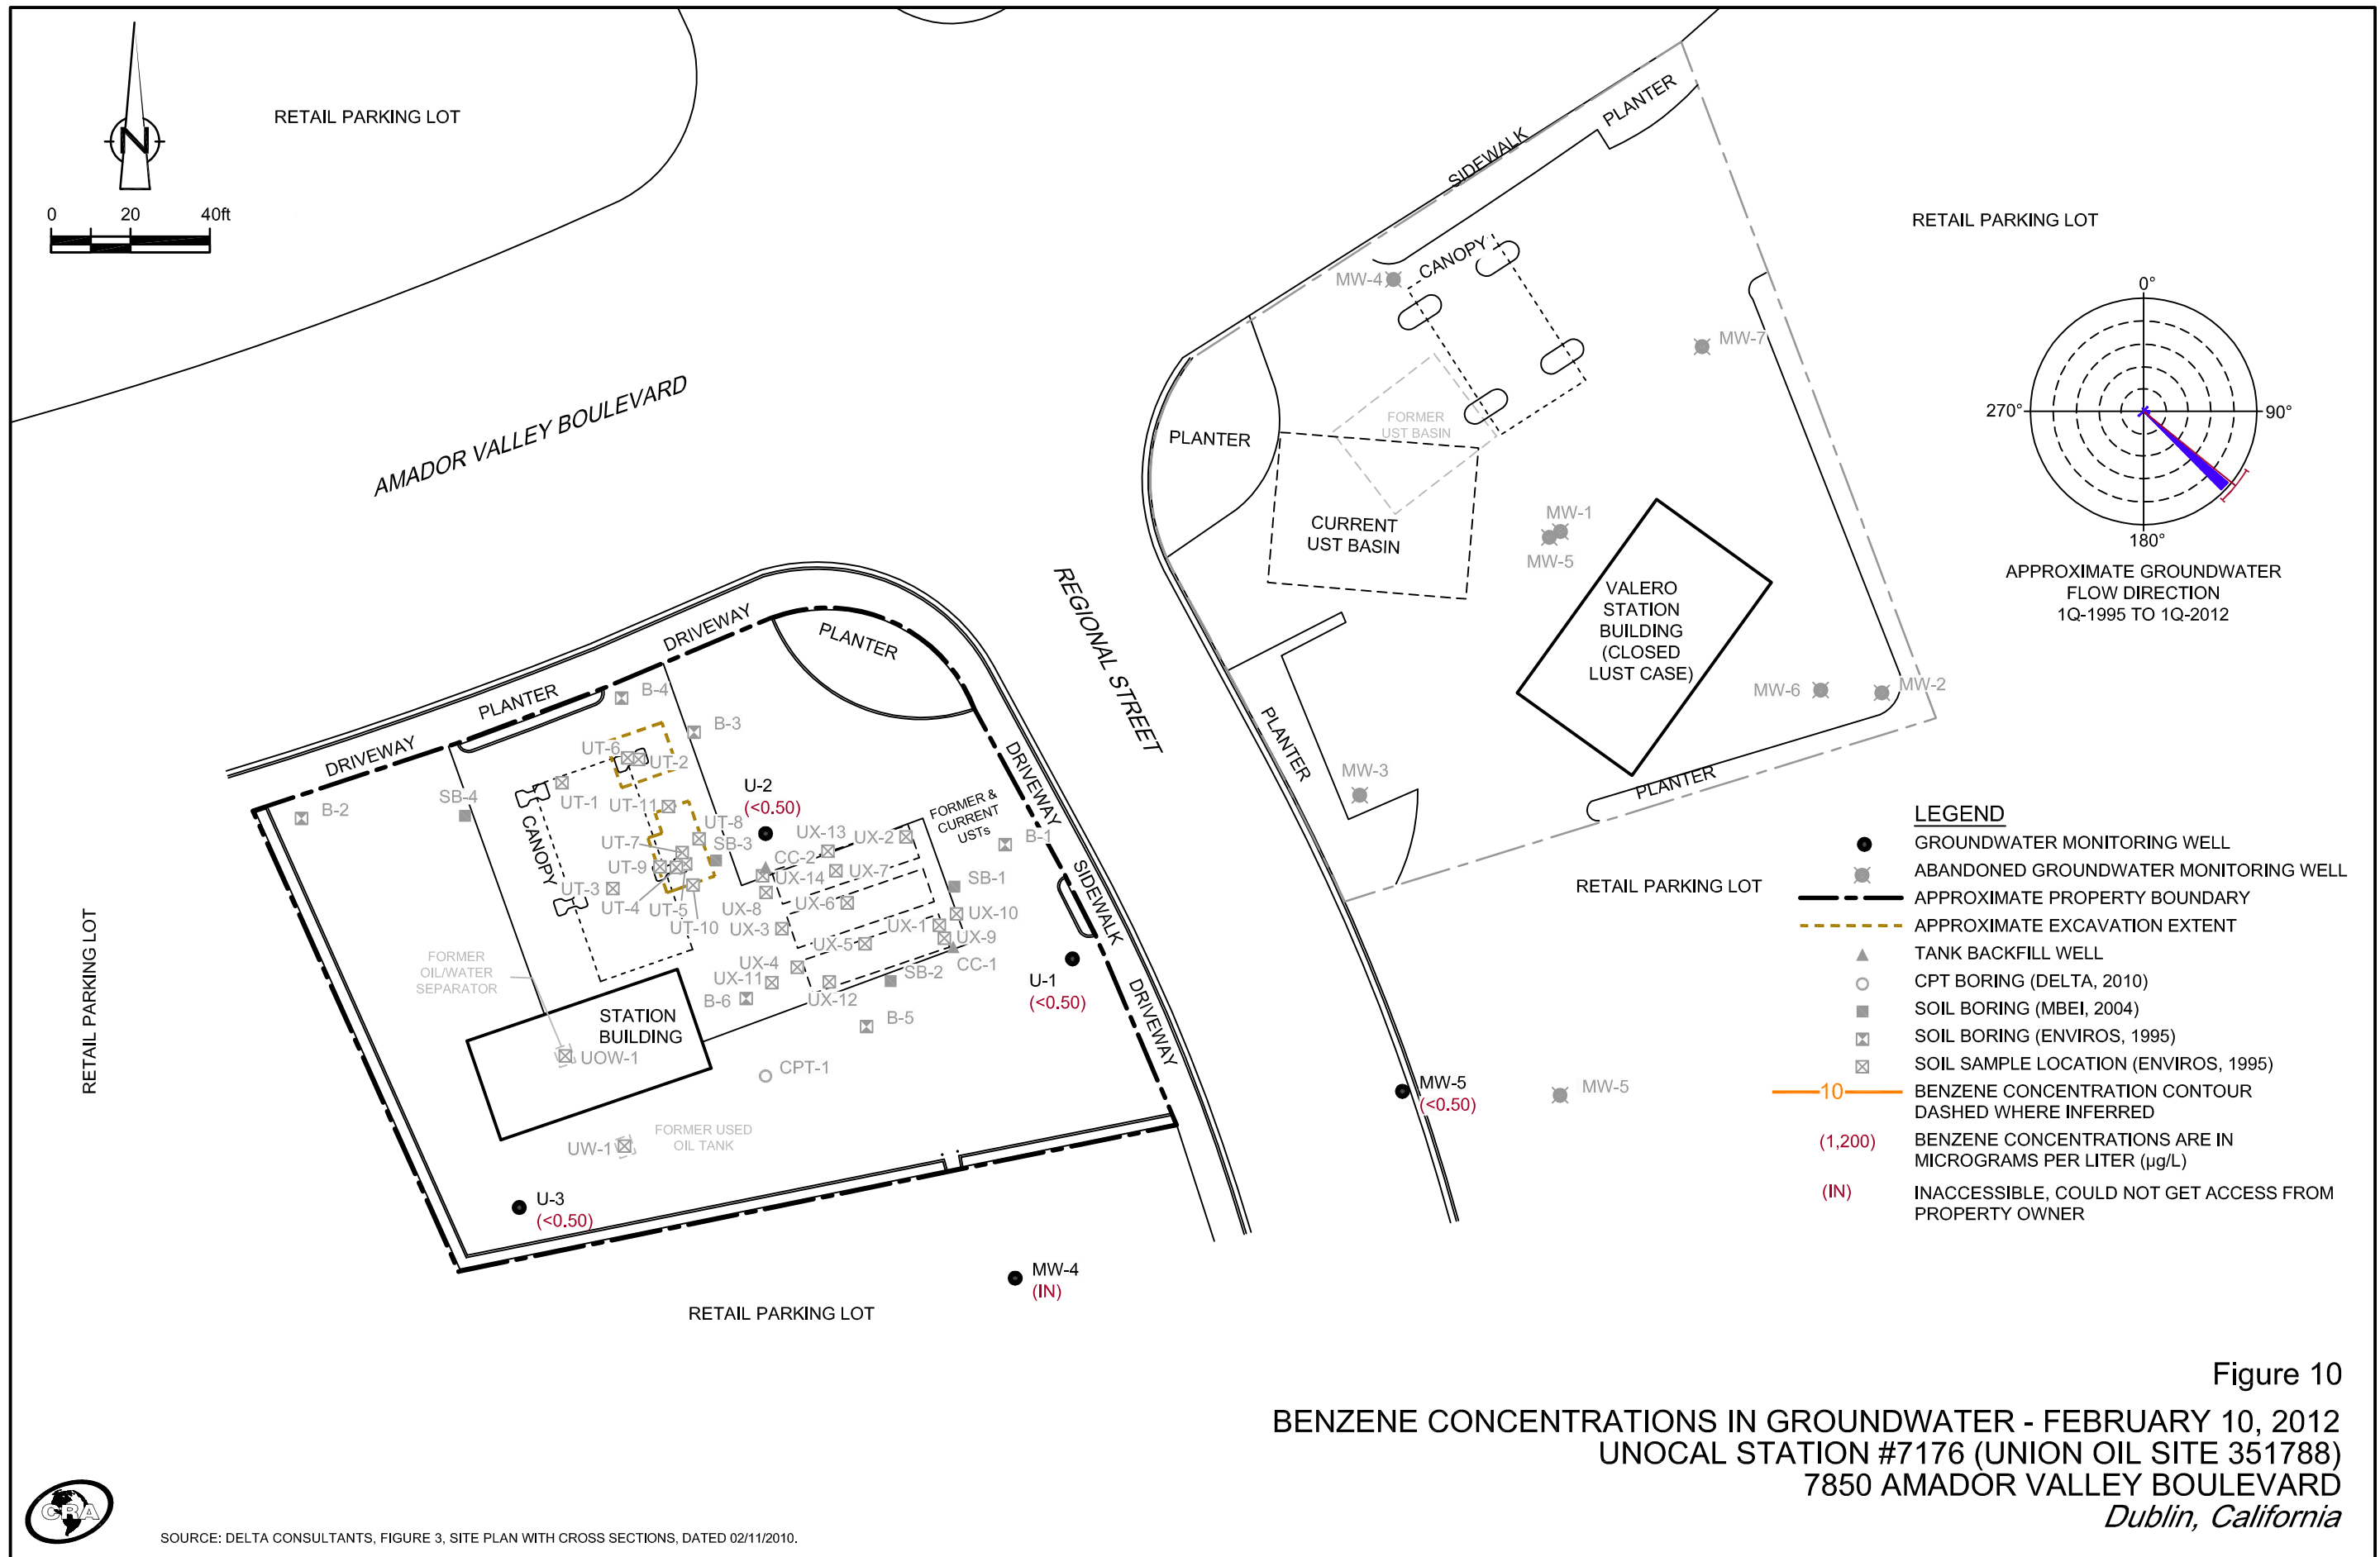 N
0 20 40ft
RETAIL PARKING LOT
AMADOR VALLEY BOULEVARD
REGIONAL STREET
SIDEWALK
PLANTER
RETAIL PARKING LOT
MW-4
CANOPY
MW-7
PLANTER
FORMER
UST BASIN
CURRENT
UST BASIN
MW-1
MW-5
VALERO
STATION
BUILDING
(CLOSED
LUST CASE)
MW-6
MW-2
PLANTER
MW-3
PLANTER
RETAIL PARKING LOT
0°
270°
90°
180°
APPROXIMATE GROUNDWATER
FLOW DIRECTION
1Q-1995 TO 1Q-2012
DRIVEWAY
PLANTER
DRIVEWAY
PLANTER
DRIVEWAY
SIDEWALK
DRIVEWAY
B-4
B-3
UT-6
UT-2
B-2
SB-4
UT-1
UT-11
U-2
(<0.50)
CANOPY
UT-8
UT-7
SB-3
UT-9
UT-3
UT-4
UT-5
UT-10
UX-13
UX-2
FORMER &
CURRENT
USTs
B-1
CC-2
UX-14
UX-7
SB-1
UX-8
UX-6
UX-10
UX-3
UX-1
UX-5
UX-9
CC-1
UX-4
UX-11
SB-2
B-6
UX-12
B-5
U-1
(<0.50)
FORMER
OIL/WATER
SEPARATOR
STATION
BUILDING
UOW-1
CPT-1
FORMER USED
OIL TANK
UW-1
U-3
(<0.50)
MW-5
(<0.50)
MW-5
MW-4
(IN)
RETAIL PARKING LOT
RETAIL PARKING LOT
LEGEND
GROUNDWATER MONITORING WELL
ABANDONED GROUNDWATER MONITORING WELL
APPROXIMATE PROPERTY BOUNDARY
APPROXIMATE EXCAVATION EXTENT
TANK BACKFILL WELL
CPT BORING (DELTA, 2010)
SOIL BORING (MBEI, 2004)
SOIL BORING (ENVIROS, 1995)
SOIL SAMPLE LOCATION (ENVIROS, 1995)
10 BENZENE CONCENTRATION CONTOUR
DASHED WHERE INFERRED
(1,200) BENZENE CONCENTRATIONS ARE IN
MICROGRAMS PER LITER (µg/L)
(IN) INACCESSIBLE, COULD NOT GET ACCESS FROM
PROPERTY OWNER
Figure 10
BENZENE CONCENTRATIONS IN GROUNDWATER - FEBRUARY 10, 2012
UNOCAL STATION #7176 (UNION OIL SITE 351788)
7850 AMADOR VALLEY BOULEVARD
Dublin, California
CRA
SOURCE: DELTA CONSULTANTS, FIGURE 3, SITE PLAN WITH CROSS SECTIONS, DATED 02/11/2010.